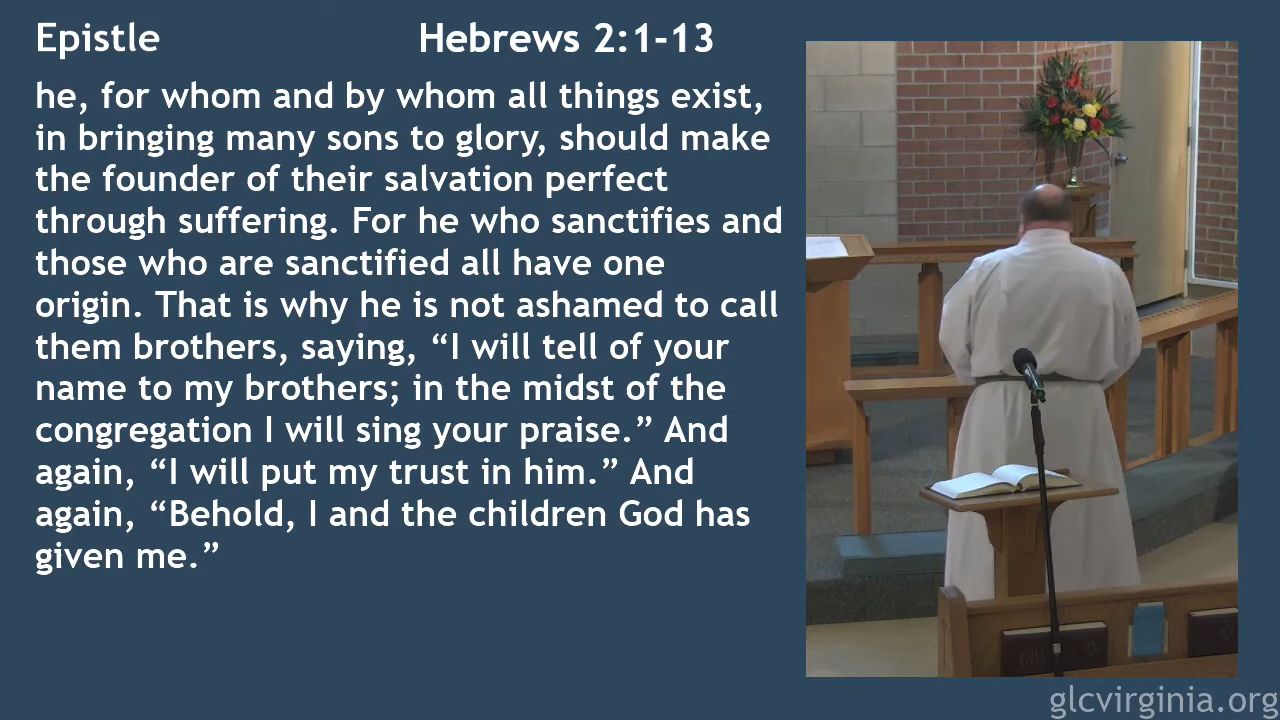 Epistle Hebrews 2:1-13
he, for whom and by whom all things exist,
in bringing many sons to glory, should make
the founder of their salvation perfect
through suffering. For he who sanctifies and
those who are sanctified all have one
origin. That is why he is not ashamed to call
them brothers, saying, “I will tell of your
name to my brothers; in the midst of the
congregation I will sing your praise.” And
again, “I will put my trust in him.” And
again, “Behold, I and the children God has
given me.”
glcvirginia.org